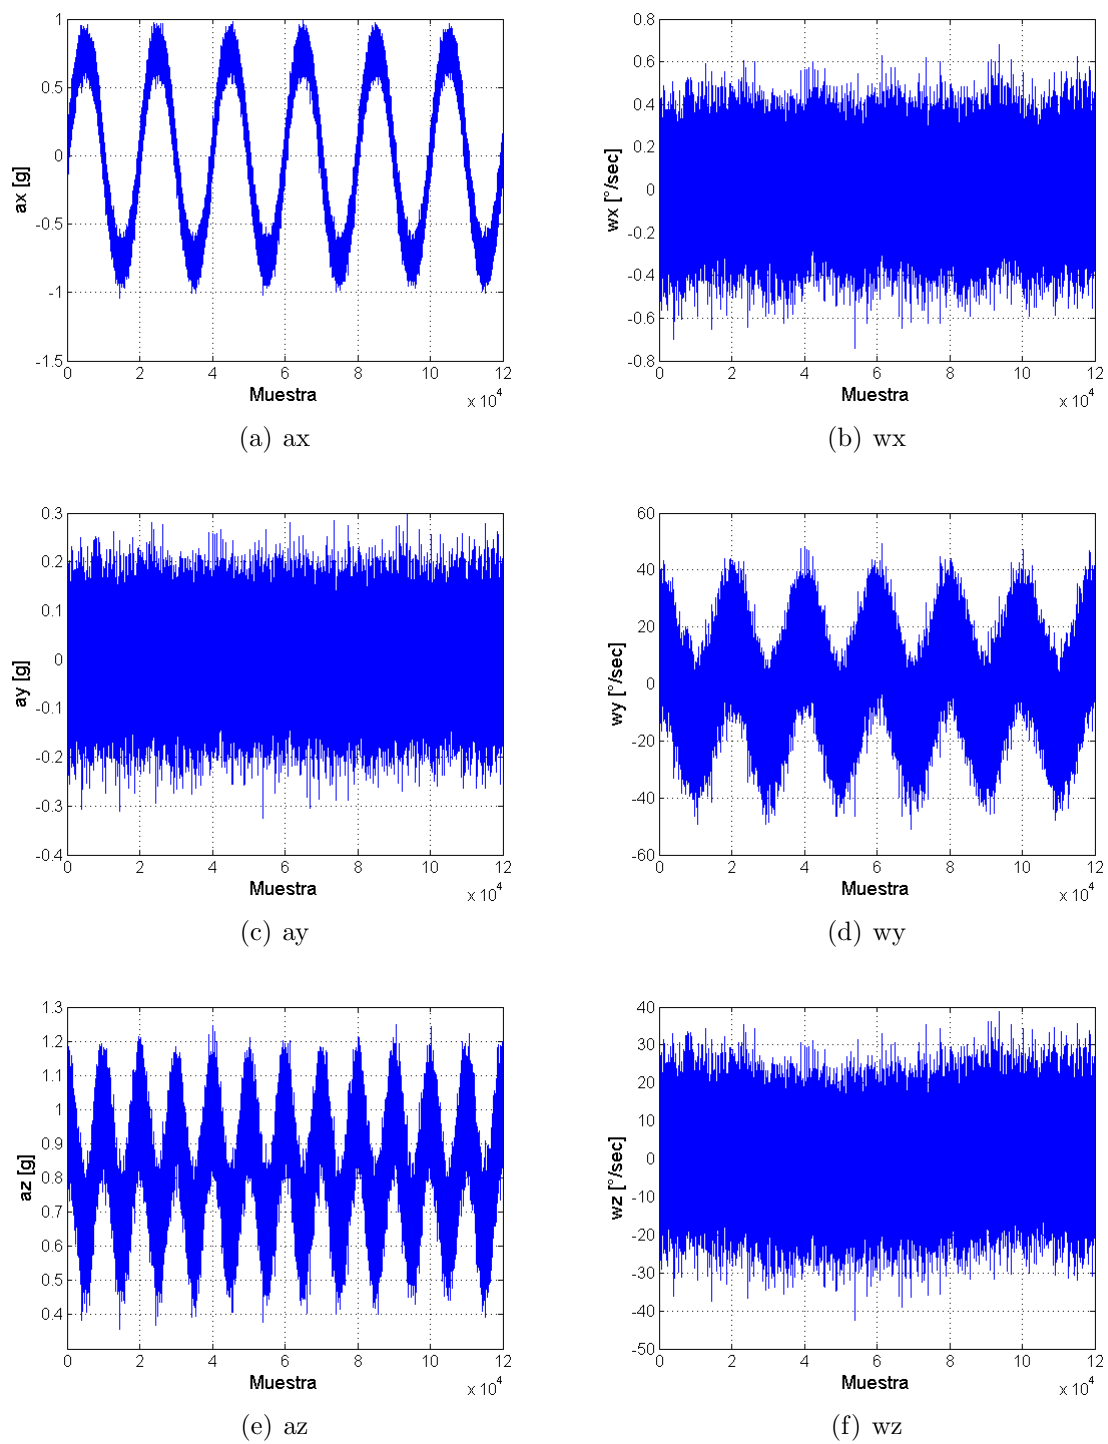 1
0.5
0
-0.5
-1
-1.5
ax [g]
0 2 4 6 8 10 12
Muestra
x 10^4
(a) ax
0.8
0.6
0.4
0.2
0
-0.2
-0.4
-0.6
-0.8
wx [°/sec]
0 2 4 6 8 10 12
Muestra
x 10^4
(b) wx
0.3
0.2
0.1
0
-0.1
-0.2
-0.3
-0.4
ay [g]
0 2 4 6 8 10 12
Muestra
x 10^4
(c) ay
60
40
20
0
-20
-40
-60
wy [°/sec]
0 2 4 6 8 10 12
Muestra
x 10^4
(d) wy
1.3
1.2
1.1
1
0.9
0.8
0.7
0.6
0.5
0.4
az [g]
0 2 4 6 8 10 12
Muestra
x 10^4
(e) az
40
30
20
10
0
-10
-20
-30
-40
-50
wz [°/sec]
0 2 4 6 8 10 12
Muestra
x 10^4
(f) wz